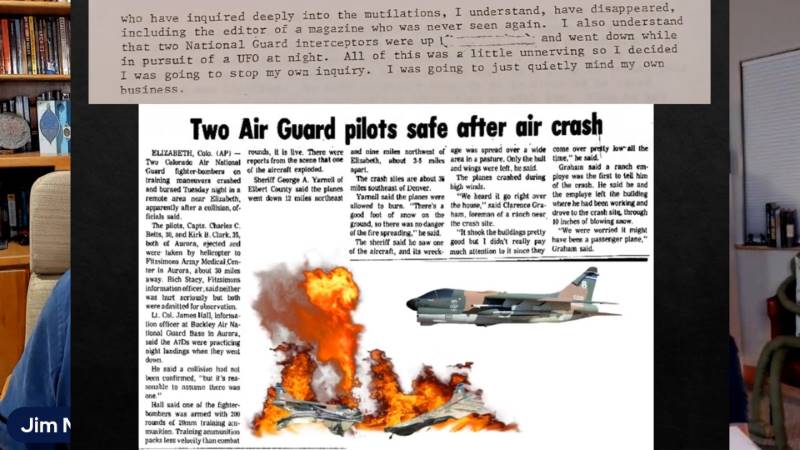 who have inquired deeply into the mutilations, I understand, have disappeared,
including the editor of a magazine who was never seen again. I also understand
that two National Guard interceptors were up and went down while
in pursuit of a UFO at night. All of this was a little unnerving so I decided
I was going to stop my own inquiry. I was going to just quietly mind my own
business.
Two Air Guard pilots safe after air crash
ELIZABETH, Colo. (AP) —
Two Colorado Air National
Guard fighter-bombers on
training maneuvers crashed
and burned Tuesday night in a
remote area near Elizabeth,
apparently after a collision, of-
ficials said.
The pilots, Capts. Charles C.
Betts, 30, and Kirk B. Clark, 35,
both of Aurora, ejected and
were taken by helicopter to
Fitzsimons Army Medical Cen-
ter in Aurora, about 30 miles
away. Rich Stacy, Fitzsimons
information officer, said neither
was hurt seriously but both
were admitted for observation.
Lt. Col. James Hall, informa-
tion officer at Buckley Air Na-
tional Guard Base in Aurora,
said the A7Ds were practicing
night landings when they went
down.
He said a collision had not
been confirmed, "but it's rea-
sonable to assume there was
one."
Hall said one of the fighter-
bombers was armed with 200
rounds of 20mm training am-
munition. Training ammunition
packs less velocity than combat
rounds, it is live. There were
reports from the scene that one
of the aircraft exploded.
Sheriff George A. Yarnell of
Elbert County said the planes
went down 12 miles northeast
and nine miles northwest of
Elizabeth, about 3-5 miles
apart.
The crash sites are about
miles southeast of Denver.
Yarnell said the planes were
allowed to burn. "There's a
good foot of snow on the
ground, so there was no danger
of the fire spreading," he said.
The sheriff said he saw one
of the aircraft, and its wreck-
age was spread over a wide
area in a pasture. Only the hull
and wings were left, he said.
The planes crashed during
high winds.
"We heard it go right over
the house," said Clarence Gra-
ham, foreman of a ranch near
the crash site.
"It shook the buildings pretty
good but I didn't really pay
much attention to it since they
come over pretty low all the
time," he said.
Graham said a ranch em-
ploye was the first to tell him
of the crash. He said he and
the employe left the building
where he had been working and
drove to the crash site, through
10 inches of blowing snow.
"We were worried it might
have been a passenger plane,"
Graham said.
Jim